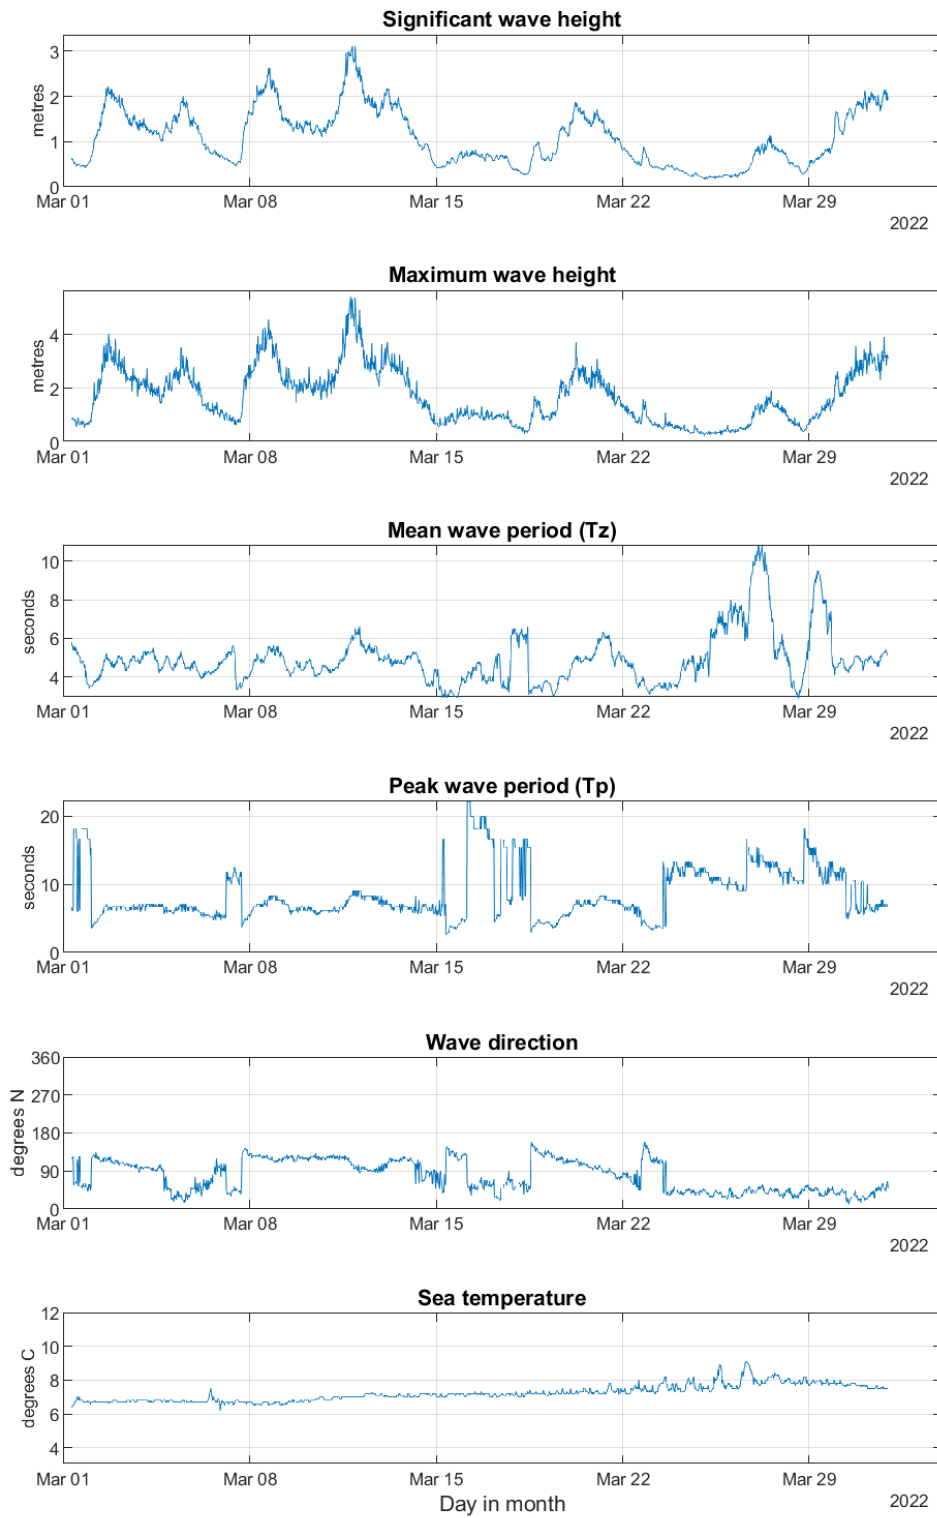 Significant wave height
metres
3
2
1
0
Mar 01 Mar 08 Mar 15 Mar 22 Mar 29
2022
Maximum wave height
metres
4
2
0
Mar 01 Mar 08 Mar 15 Mar 22 Mar 29
2022
Mean wave period (Tz)
seconds
10
8
6
4
Mar 01 Mar 08 Mar 15 Mar 22 Mar 29
2022
Peak wave period (Tp)
seconds
20
10
0
Mar 01 Mar 08 Mar 15 Mar 22 Mar 29
2022
Wave direction
degrees N
360
270
180
90
0
Mar 01 Mar 08 Mar 15 Mar 22 Mar 29
2022
Sea temperature
degrees C
12
10
8
6
4
Mar 01 Mar 08 Mar 15 Mar 22 Mar 29
Day in month
2022